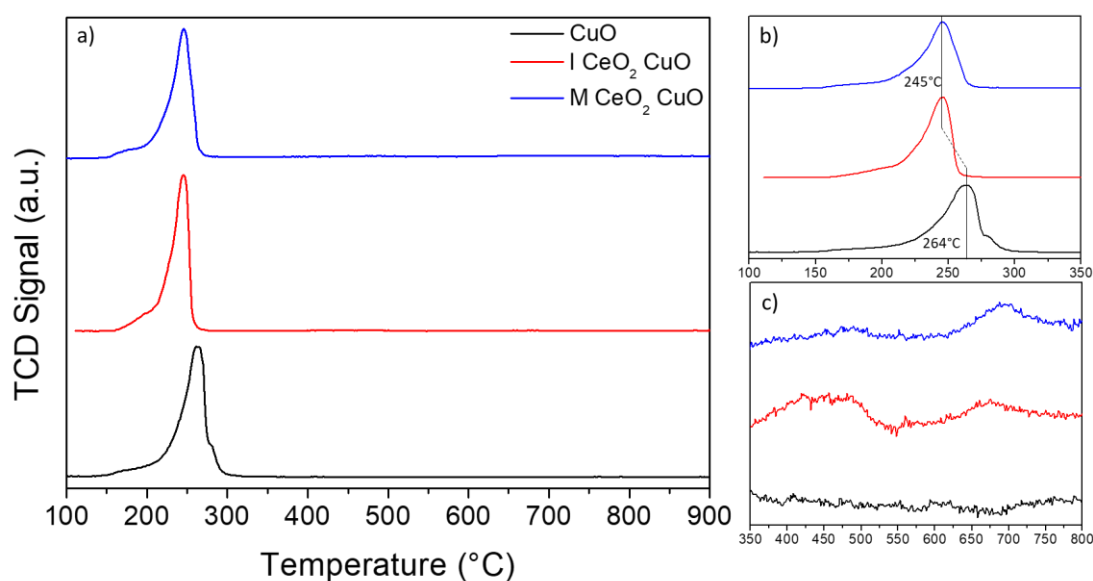 a)
CuO
I CeO₂ CuO
M CeO₂ CuO
TCD Signal (a.u.)
100 200 300 400 500 600 700 800 900
Temperature (°C)
b)
245°C
264°C
100 150 200 250 300 350
c)
350 400 450 500 550 600 650 700 750 800